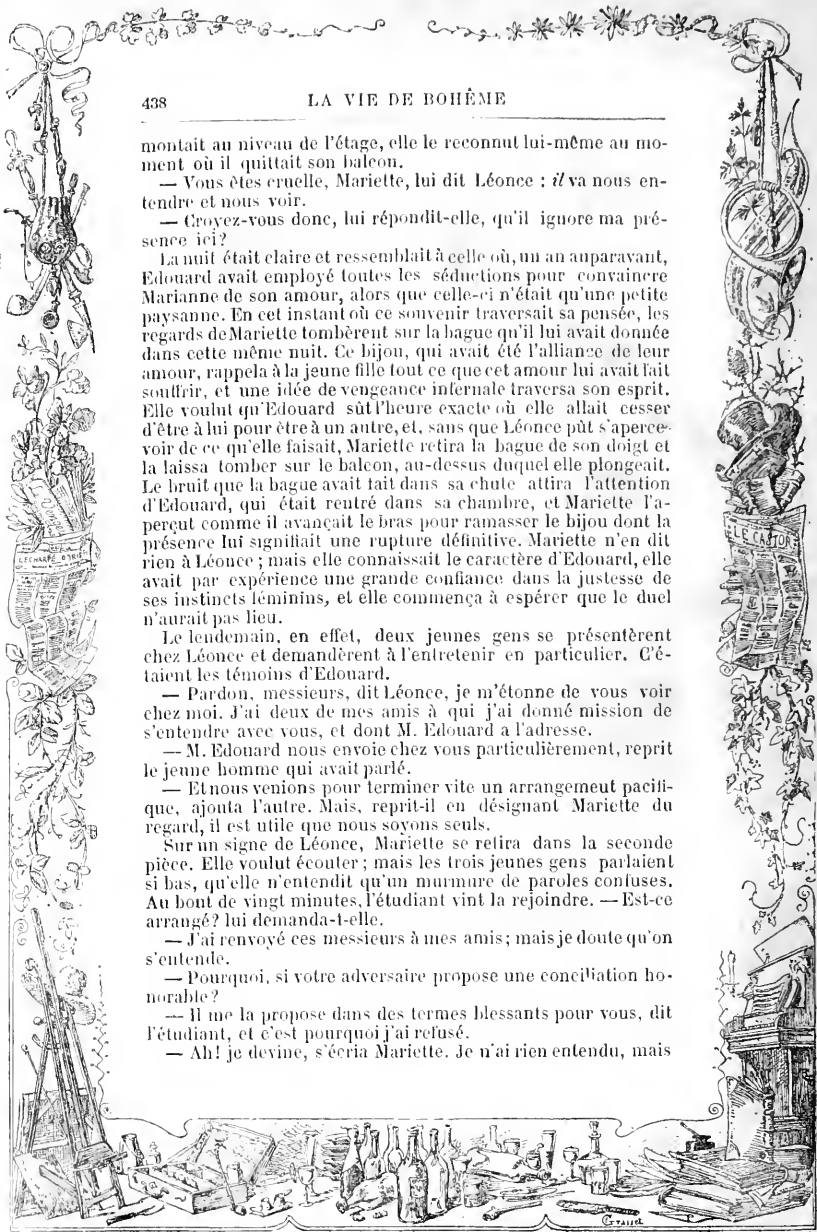 438 LA VIE DE BOHÊME
montait au niveau de l'étage, elle le reconnut lui-même au mo-
ment où il quittait son balcon.
— Vous êtes cruelle, Mariette, lui dit Léonce ; il va nous en-
tendre et nous voir.
— Croyez-vous donc, lui répondit-elle, qu'il ignore ma pré-
sence ici?
La nuit était claire et ressemblait à celle où, un an auparavant,
Edouard avait employé toutes les séductions pour convaincre
Marianne de son amour, alors que celle-ci n'était qu'une petite
paysanne. En cet instant où ce souvenir traversait sa pensée, les
regards de Mariette tombèrent sur la bague qu'il lui avait donnée
dans cette même nuit. Ce bijou, qui avait été l'alliance de leur
amour, rappela à la jeune fille tout ce que cet amour lui avait fait
souffrir, et une idée de vengeance infernale traversa son esprit.
Elle voulut qu'Edouard sût l'heure exacte où elle allait cesser
d'être à lui pour être à un autre, et, sans que Léonce pût s'aperce-
voir de ce qu'elle faisait, Mariette retira la bague de son doigt et
la laissa tomber sur le balcon, au-dessus duquel elle plongeait.
Le bruit que la bague avait fait dans sa chute attira l'attention
d'Edouard, qui était rentré dans sa chambre, et Mariette l'a-
perçut comme il avançait le bras pour ramasser le bijou dont la
présence lui signifiait une rupture définitive. Mariette n'en dit
rien à Léonce ; mais elle connaissait le caractère d'Edouard, elle
avait par expérience une grande confiance dans la justesse de
ses instincts féminins, et elle commença à espérer que le duel
n'aurait pas lieu.
Le lendemain, en effet, deux jeunes gens se présentèrent
chez Léonce et demandèrent à l'entretenir en particulier. C'é-
taient les témoins d'Edouard.
— Pardon, messieurs, dit Léonce, je m'étonne de vous voir
chez moi. J'ai deux de mes amis à qui j'ai donné mission de
s'entendre avec vous, et dont M. Edouard a l'adresse.
— M. Edouard nous envoie chez vous particulièrement, reprit
le jeune homme qui avait parlé.
— Et nous venions pour terminer vite un arrangemeut pacifi-
que, ajouta l'autre. Mais, reprit-il en désignant Mariette du
regard, il est utile que nous soyons seuls.
Sur un signe de Léonce, Mariette se retira dans la seconde
pièce. Elle voulut écouter ; mais les trois jeunes gens parlaient
si bas, qu'elle n'entendit qu'un murmure de paroles confuses.
Au bout de vingt minutes, l'étudiant vint la rejoindre. — Est-ce
arrangé? lui demanda-t-elle.
— J'ai renvoyé ces messieurs à mes amis ; mais je doute qu'on
s'entende.
— Pourquoi, si votre adversaire propose une conciliation ho-
norable?
— Il me la propose dans des termes blessants pour vous, dit
l'étudiant, et c'est pourquoi j'ai refusé.
— Ah! je devine, s'écria Mariette. Je n'ai rien entendu, mais
L'ECHARPE D'IRIS
LE CASTOR
Grasset